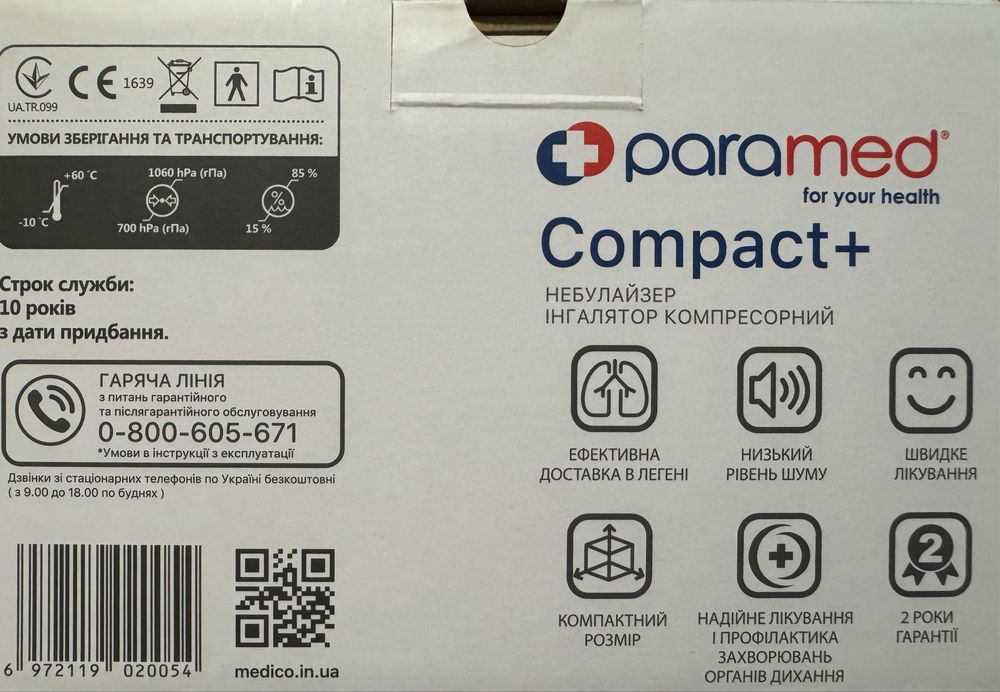 UA.TR.099
CE 1639
УМОВИ ЗБЕРІГАННЯ ТА ТРАНСПОРТУВАННЯ:
+60 °C
-10 °C
1060 hPa (гПа)
700 hPa (гПа)
85 %
%
15 %
Строк служби:
10 років
з дати придбання.
ГАРЯЧА ЛІНІЯ
з питань гарантійного
та післягарантійного обслуговування
0-800-605-671
*Умови в інструкції з експлуатації
Дзвінки зі стаціонарних телефонів по Україні безкоштовні
( з 9.00 до 18.00 по буднях )
6 972119 020054
medico.in.ua
paramed®
for your health
Compact+
НЕБУЛАЙЗЕР
ІНГАЛЯТОР КОМПРЕСОРНИЙ
ЕФЕКТИВНА
ДОСТАВКА В ЛЕГЕНІ
НИЗЬКИЙ
РІВЕНЬ ШУМУ
ШВИДКЕ
ЛІКУВАННЯ
КОМПАКТНИЙ
РОЗМІР
НАДІЙНЕ ЛІКУВАННЯ
І ПРОФІЛАКТИКА
ЗАХВОРЮВАНЬ
ОРГАНІВ ДИХАННЯ
2
2 РОКИ
ГАРАНТІЇ